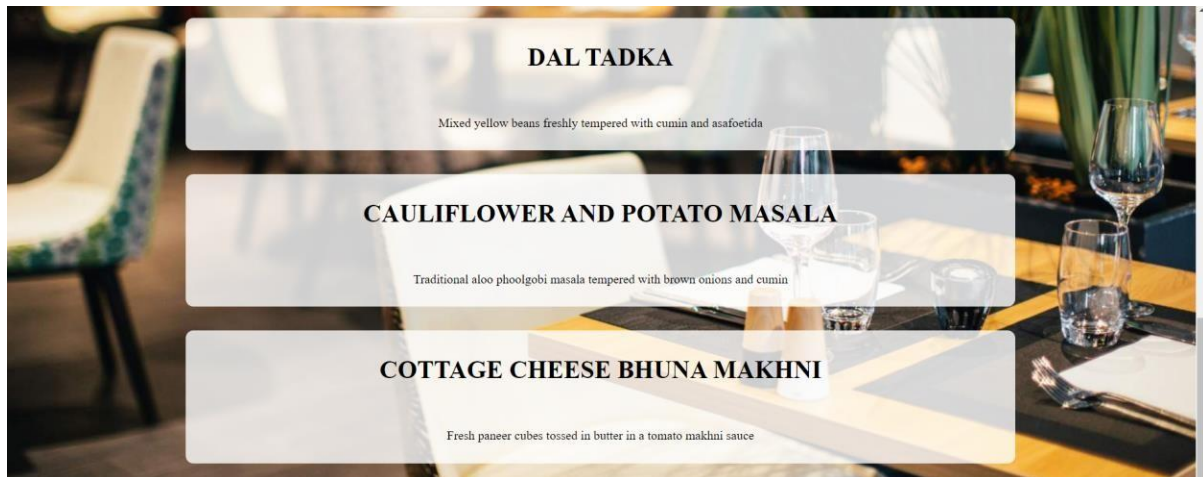 DAL TADKA
Mixed yellow beans freshly tempered with cumin and asafoetida
CAULIFLOWER AND POTATO MASALA
Traditional aloo phoolgobi masala tempered with brown onions and cumin
COTTAGE CHEESE BHUNA MAKHNI
Fresh paneer cubes tossed in butter in a tomato makhni sauce